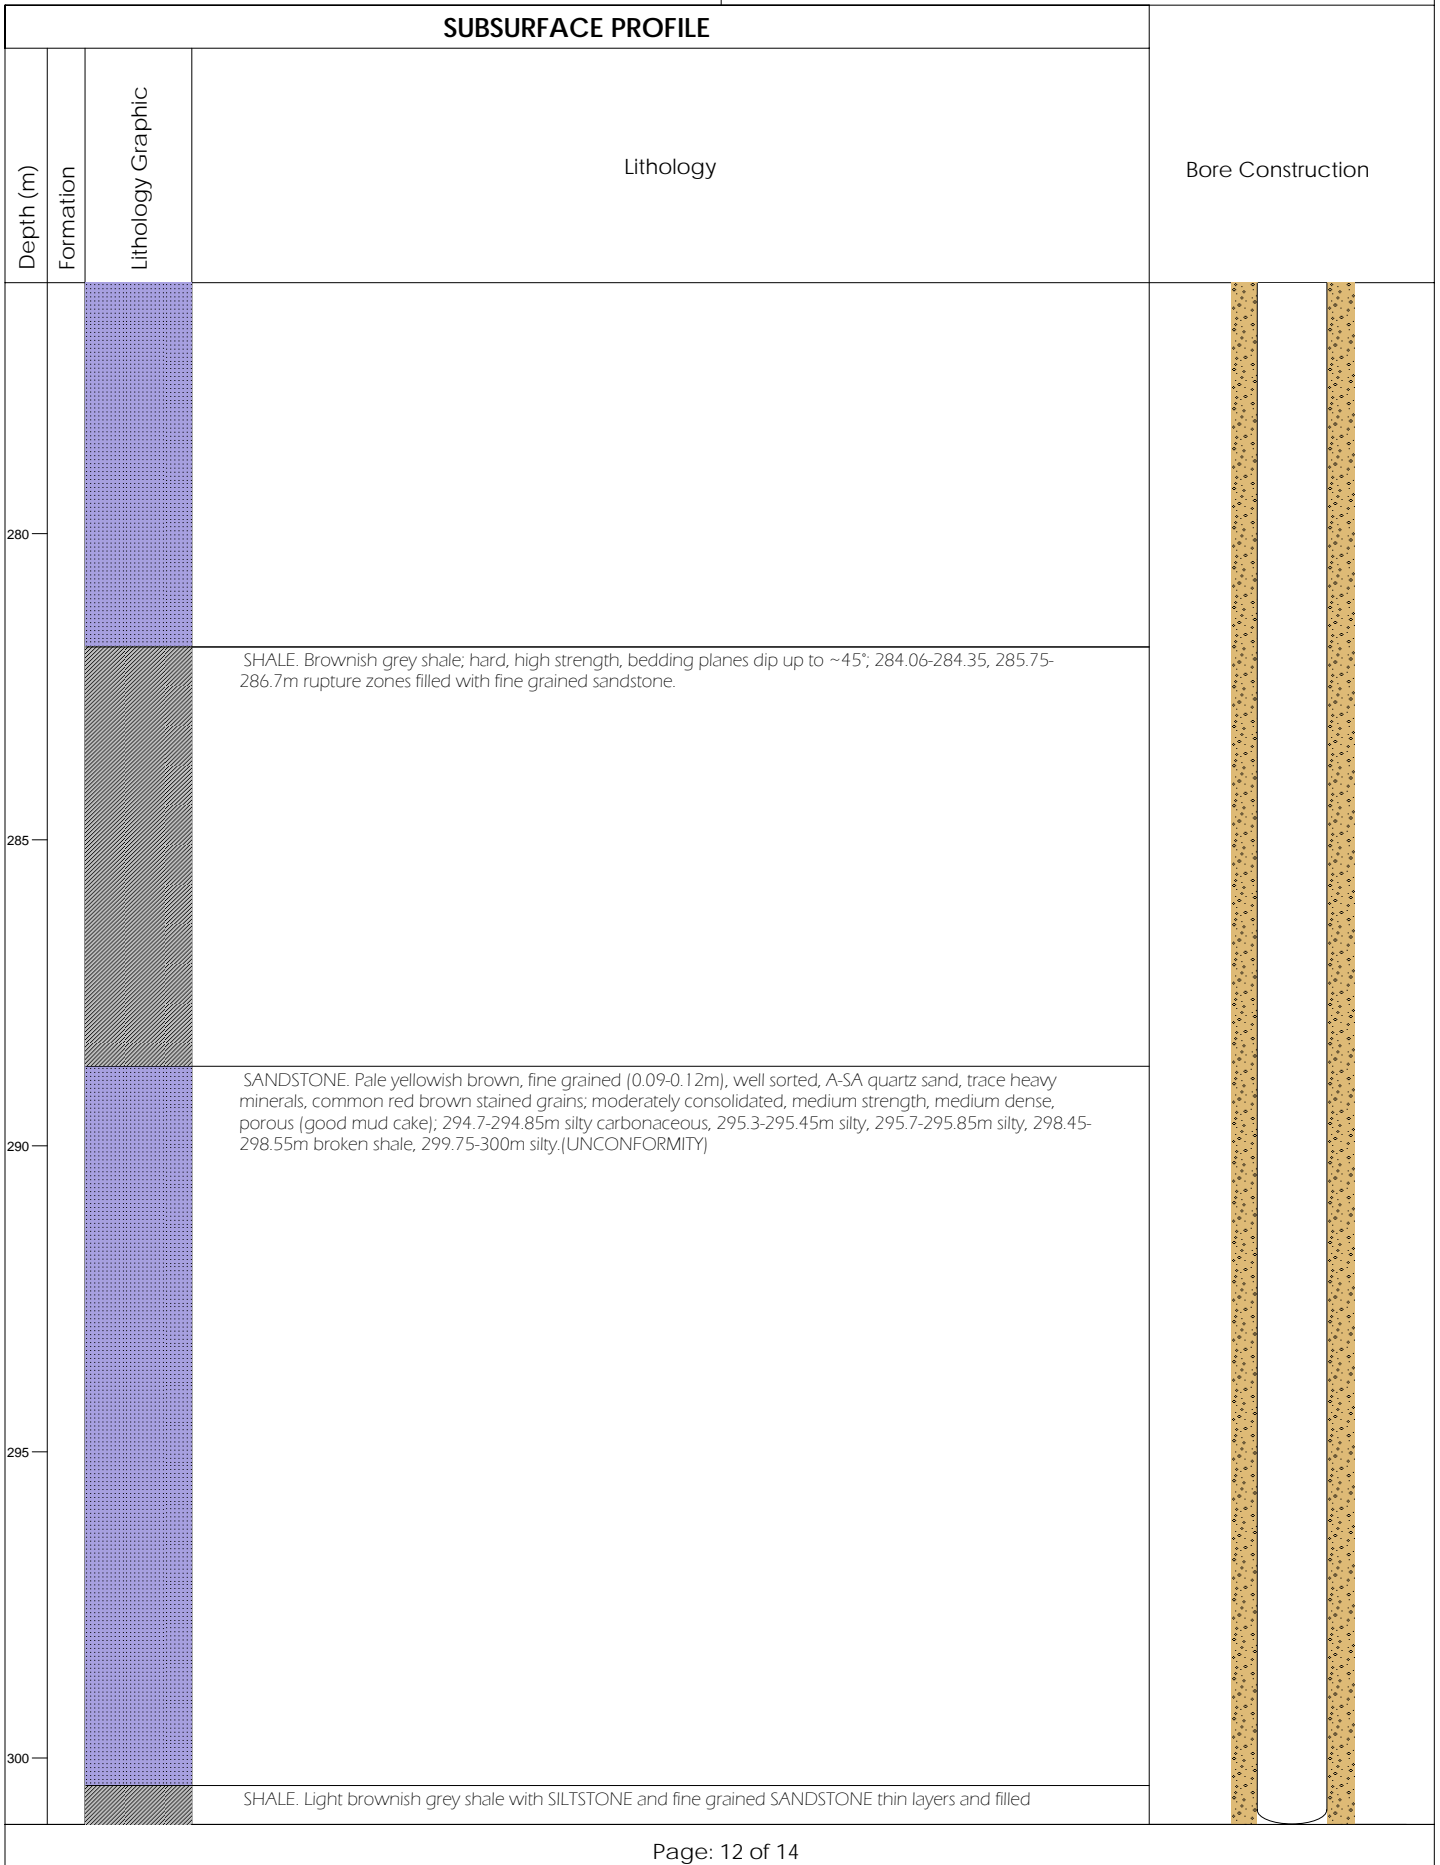 SUBSURFACE PROFILE
Depth (m)
Formation
Lithology Graphic
Lithology
Bore Construction
280
SHALE. Brownish grey shale; hard, high strength, bedding planes dip up to ~45°; 284.06-284.35, 285.75-
286.7m rupture zones filled with fine grained sandstone.
285
SANDSTONE. Pale yellowish brown, fine grained (0.09-0.12m), well sorted, A-SA quartz sand, trace heavy
minerals, common red brown stained grains; moderately consolidated, medium strength, medium dense,
porous (good mud cake); 294.7-294.85m silty carbonaceous, 295.3-295.45m silty, 295.7-295.85m silty, 298.45-
298.55m broken shale, 299.75-300m silty.(UNCONFORMITY)
290
295
300
SHALE. Light brownish grey shale with SILTSTONE and fine grained SANDSTONE thin layers and filled
Page: 12 of 14